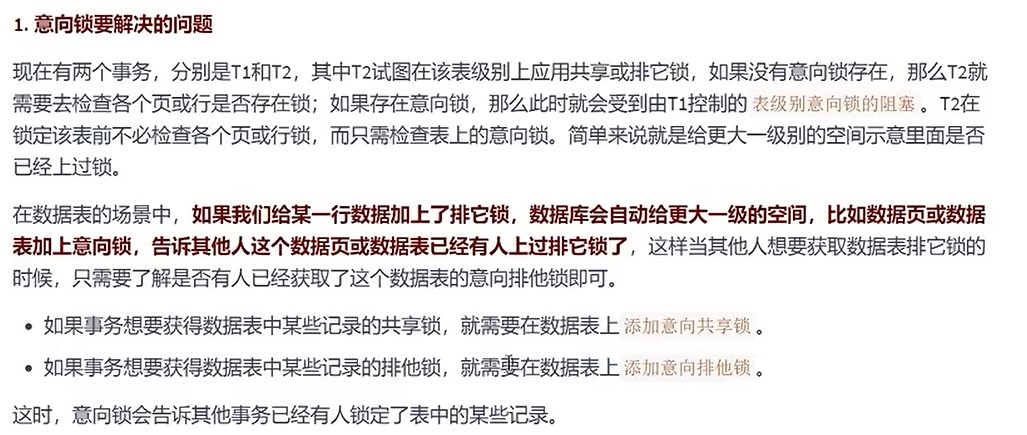 1. 意向锁要解决的问题
现在有两个事务，分别是T1和T2，其中T2试图在该表级别上应用共享或排它锁，如果没有意向锁存在，那么T2就
需要去检查各个页或行是否存在锁；如果存在意向锁，那么此时就会受到由T1控制的 表级别意向锁的阻塞 。T2在
锁定该表前不必检查各个页或行锁，而只需检查表上的意向锁。简单来说就是给更大一级别的空间示意里面是否
已经上过锁。
在数据表的场景中，如果我们给某一行数据加上了排它锁，数据库会自动给更大一级的空间，比如数据页或数据
表加上意向锁，告诉其他人这个数据页或数据表已经有人上过排它锁了，这样当其他人想要获取数据表排它锁的
时候，只需要了解是否有人已经获取了这个数据表的意向排他锁即可。
• 如果事务想要获得数据表中某些记录的共享锁，就需要在数据表上 添加意向共享锁 。
• 如果事务想要获得数据表中某些记录的排他锁，就需要在数据表上 添加意向排他锁 。
这时，意向锁会告诉其他事务已经有人锁定了表中的某些记录。